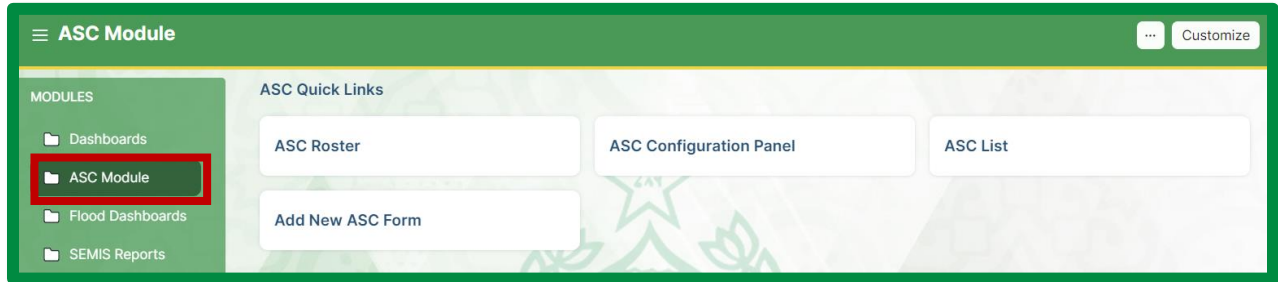 ASC Module
... Customize
MODULES
Dashboards
ASC Module
Flood Dashboards
SEMIS Reports
ASC Quick Links
ASC Roster
ASC Configuration Panel
ASC List
Add New ASC Form